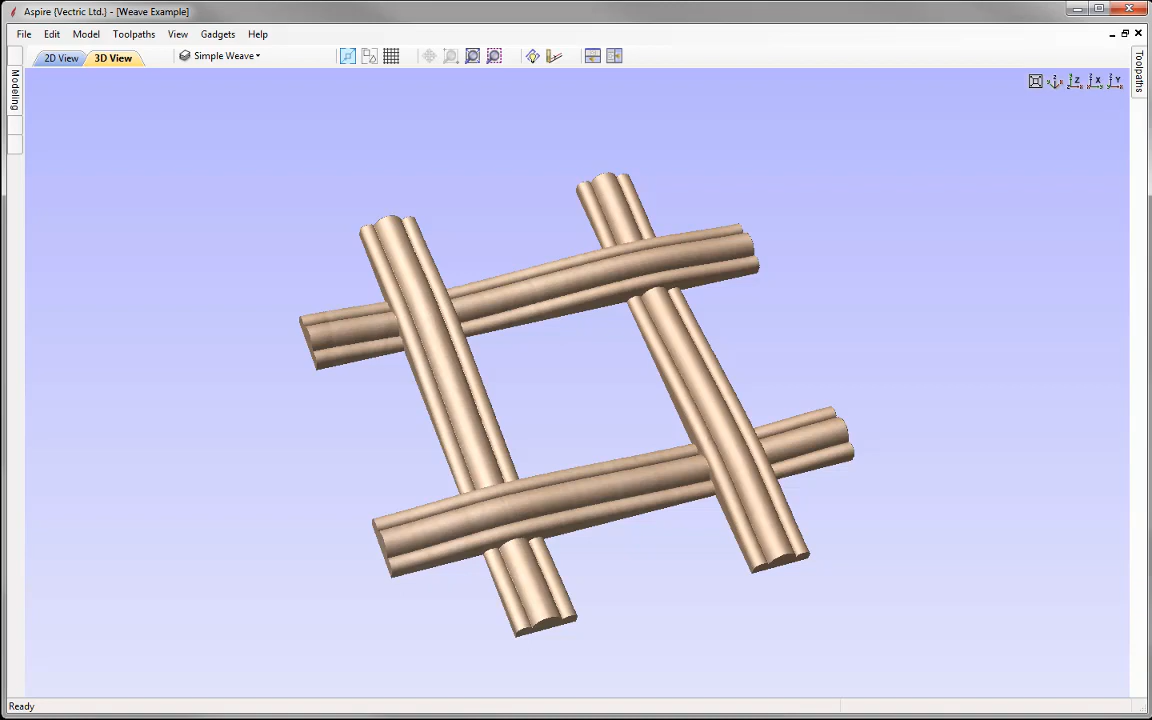 Aspire {Vectric Ltd.} - [Weave Example]
File Edit Model Toolpaths View Gadgets Help
2D View 3D View Simple Weave
Modeling
Toolpaths
Ready